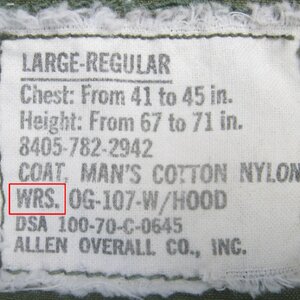 LARGE-REGULAR
Chest: From 41 to 45 in.
Height: From 67 to 71 in.
8405-782-2942
COAT, MAN'S COTTON NYLON
WRS. OG-107-W/HOOD
DSA 100-70-C-0645
ALLEN OVERALL CO., INC.